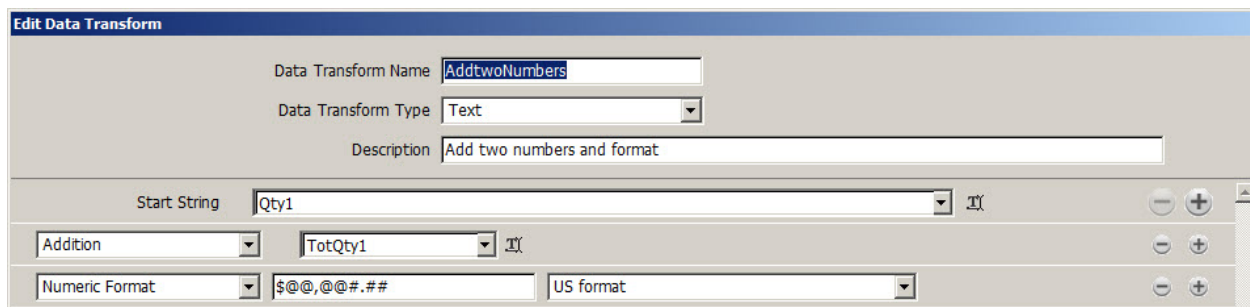 Edit Data Transform
Data Transform Name AddtwoNumbers
Data Transform Type Text
Description Add two numbers and format
Start String Qty1
Addition TotQty1
Numeric Format $@@,@@#.## US format